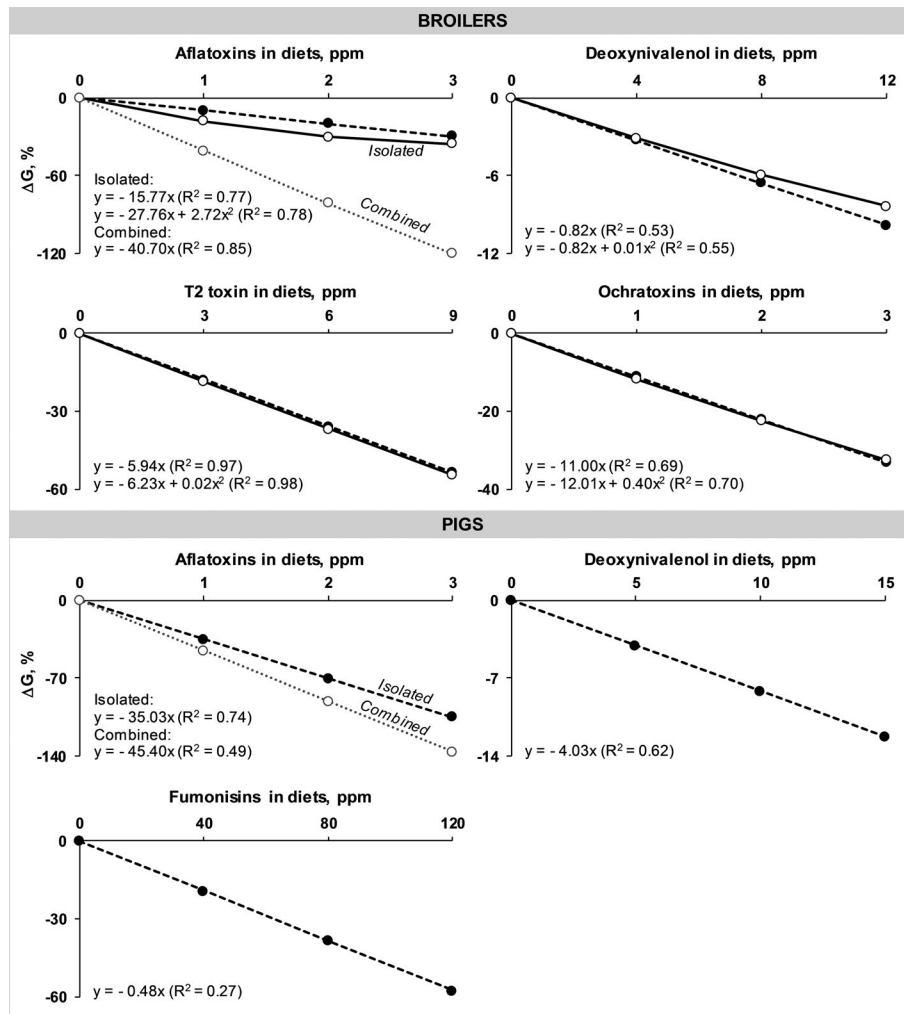 BROILERS
Aflatoxins in diets, ppm
0 1 2 3
0
-60
-120
ΔG, %
Isolated
Combined
Isolated:
y = - 15.77x (R² = 0.77)
y = - 27.76x + 2.72x² (R² = 0.78)
Combined:
y = - 40.70x (R² = 0.85)
Deoxynivalenol in diets, ppm
0 4 8 12
0
-6
-12
y = - 0.82x (R² = 0.53)
y = - 0.82x + 0.01x² (R² = 0.55)
T2 toxin in diets, ppm
0 3 6 9
0
-30
-60
y = - 5.94x (R² = 0.97)
y = - 6.23x + 0.02x² (R² = 0.98)
Ochratoxins in diets, ppm
0 1 2 3
0
-20
-40
y = - 11.00x (R² = 0.69)
y = - 12.01x + 0.40x² (R² = 0.70)
PIGS
Aflatoxins in diets, ppm
0 1 2 3
0
-70
-140
ΔG, %
Isolated
Combined
Isolated:
y = - 35.03x (R² = 0.74)
Combined:
y = - 45.40x (R² = 0.49)
Deoxynivalenol in diets, ppm
0 5 10 15
0
-7
-14
y = - 4.03x (R² = 0.62)
Fumonisins in diets, ppm
0 40 80 120
0
-30
-60
y = - 0.48x (R² = 0.27)